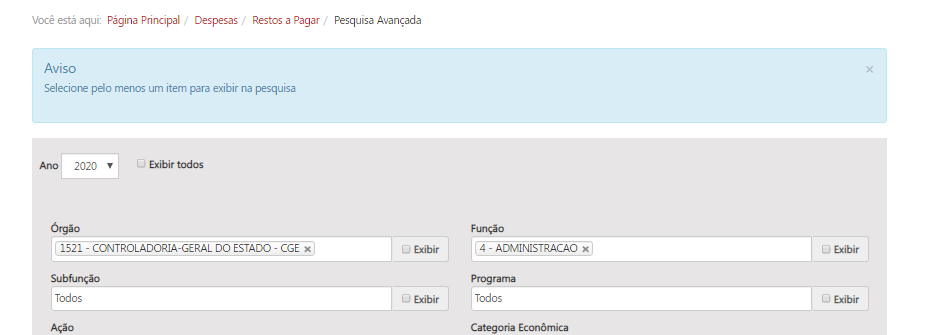 Você está aqui: Página Principal / Despesas / Restos a Pagar / Pesquisa Avançada
Aviso ×
Selecione pelo menos um item para exibir na pesquisa
Ano 2020 ▼ Exibir todos
Órgão Função
1521 - CONTROLADORIA-GERAL DO ESTADO - CGE × Exibir 4 - ADMINISTRACAO × Exibir
Subfunção Programa
Todos Exibir Todos Exibir
Ação Categoria Econômica